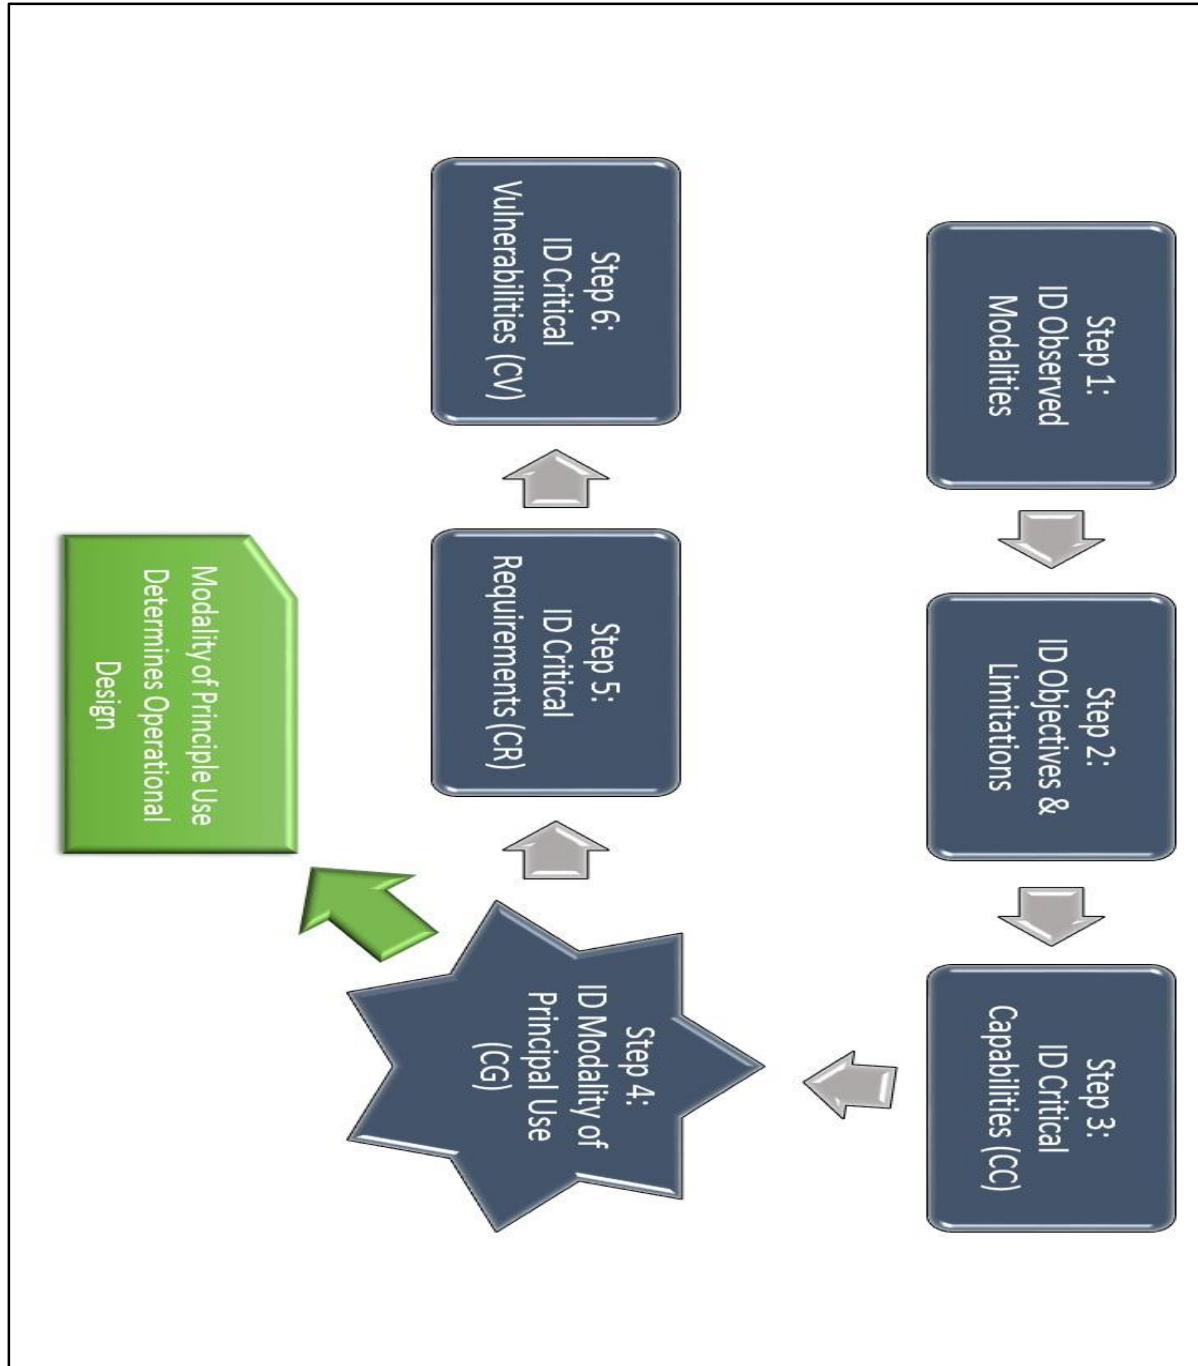 Step 1:
ID Observed
Modalities
Step 2:
ID Objectives &
Limitations
Step 3:
ID Critical
Capabilities (CC)
Step 4:
ID Modality of
Principal Use
(CG)
Step 5:
ID Critical
Requirements (CR)
Step 6:
ID Critical
Vulnerabilities (CV)
Modality of Principle Use
Determines Operational
Design